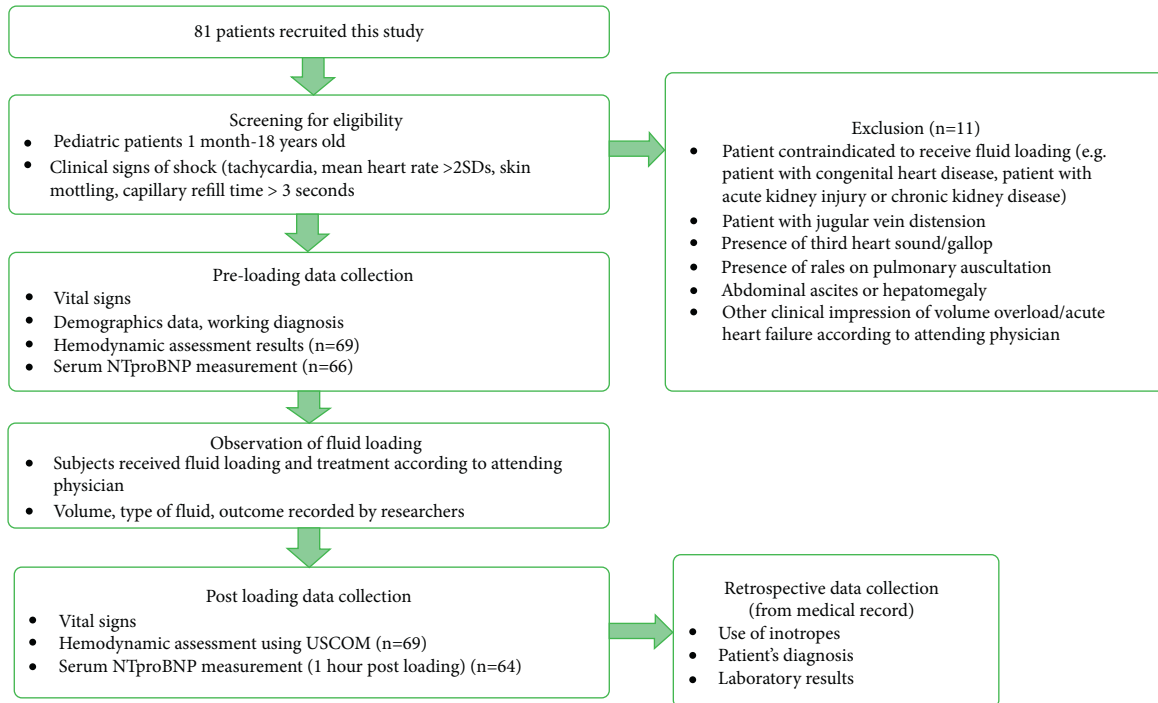 81 patients recruited this study
Screening for eligibility
• Pediatric patients 1 month-18 years old
• Clinical signs of shock (tachycardia, mean heart rate >2SDs, skin
mottling, capillary refill time > 3 seconds
Exclusion (n=11)
• Patient contraindicated to receive fluid loading (e.g.
patient with congenital heart disease, patient with
acute kidney injury or chronic kidney disease)
• Patient with jugular vein distension
• Presence of third heart sound/gallop
• Presence of rales on pulmonary auscultation
• Abdominal ascites or hepatomegaly
• Other clinical impression of volume overload/acute
heart failure according to attending physician
Pre-loading data collection
• Vital signs
• Demographics data, working diagnosis
• Hemodynamic assessment results (n=69)
• Serum NTproBNP measurement (n=66)
Observation of fluid loading
• Subjects received fluid loading and treatment according to attending
physician
• Volume, type of fluid, outcome recorded by researchers
Post loading data collection
• Vital signs
• Hemodynamic assessment using USCOM (n=69)
• Serum NTproBNP measurement (1 hour post loading) (n=64)
Retrospective data collection
(from medical record)
• Use of inotropes
• Patient's diagnosis
• Laboratory results